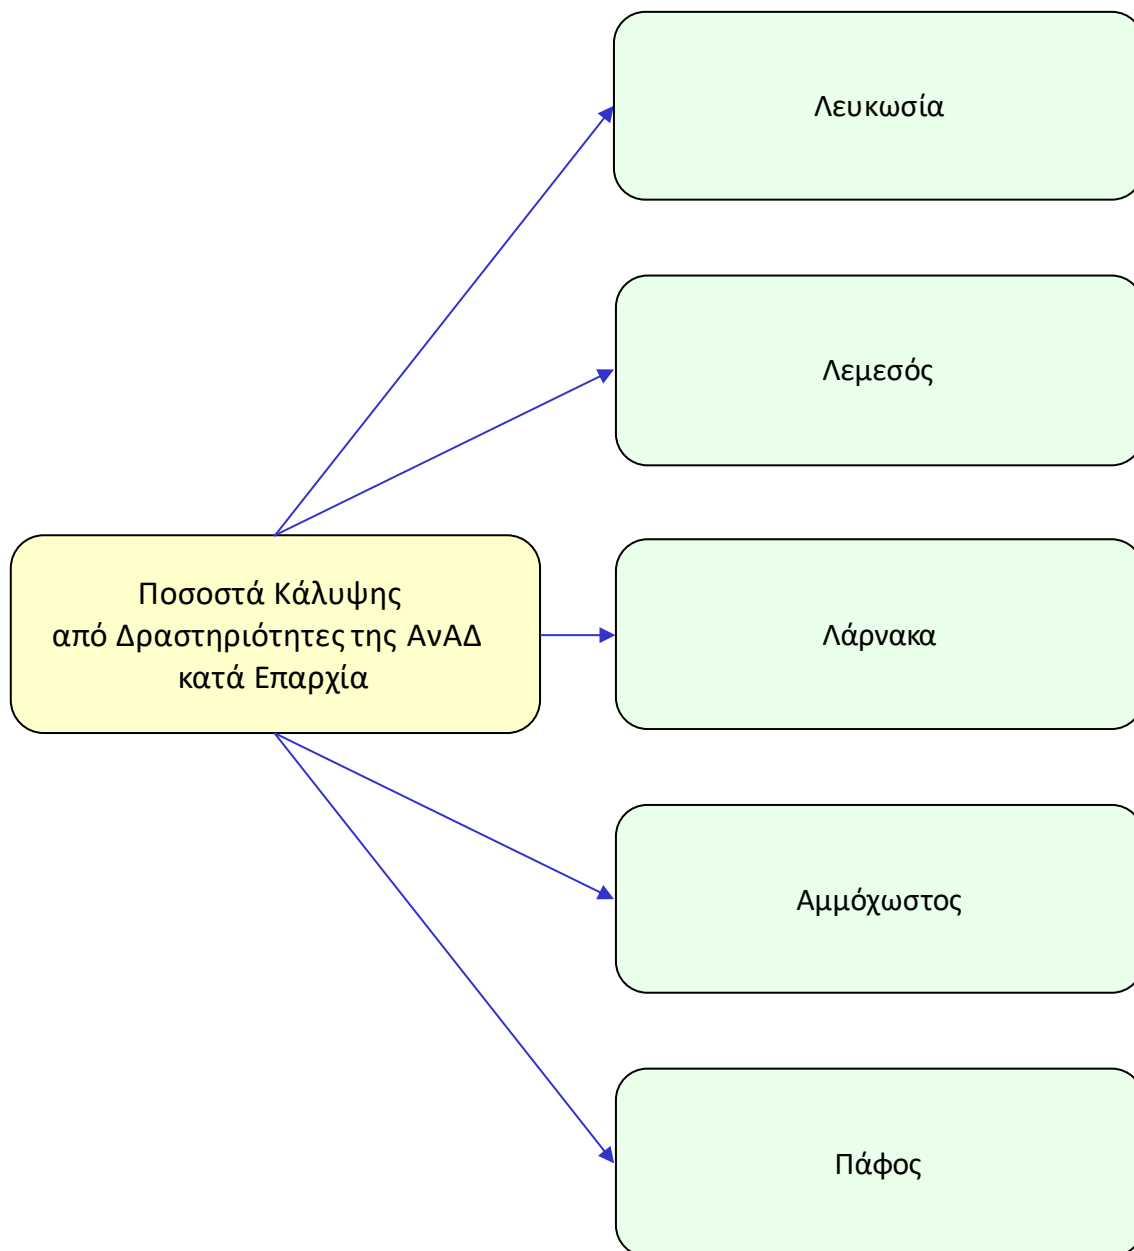 Λευκωσία
Λεμεσός
Ποσοστά Κάλυψης
από Δραστηριότητες της ΑνΑΔ
κατά Επαρχία
Λάρνακα
Αμμόχωστος
Πάφος